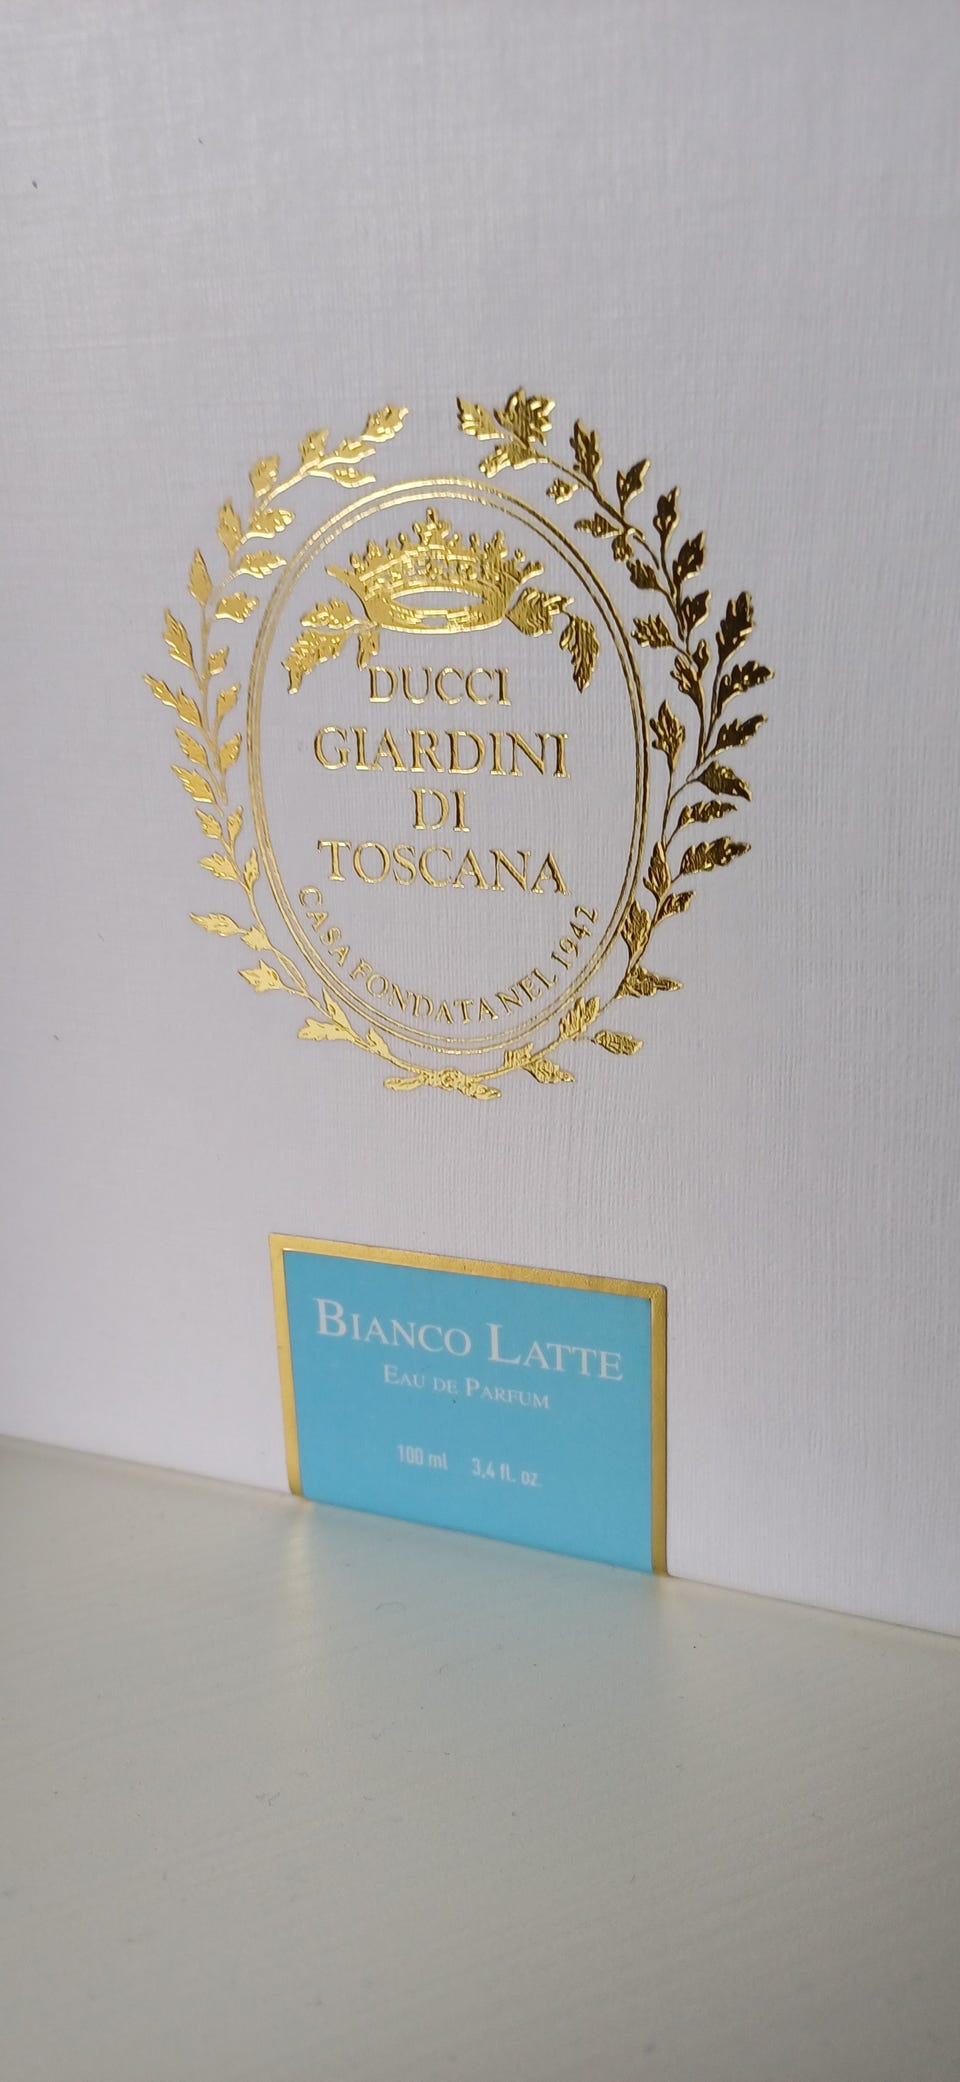 DUCCI
GIARDINI
DI
TOSCANA
CASA FONDATA NEL 1942
BIANCO LATTE
EAU DE PARFUM
100 ml 3,4 fl. oz.